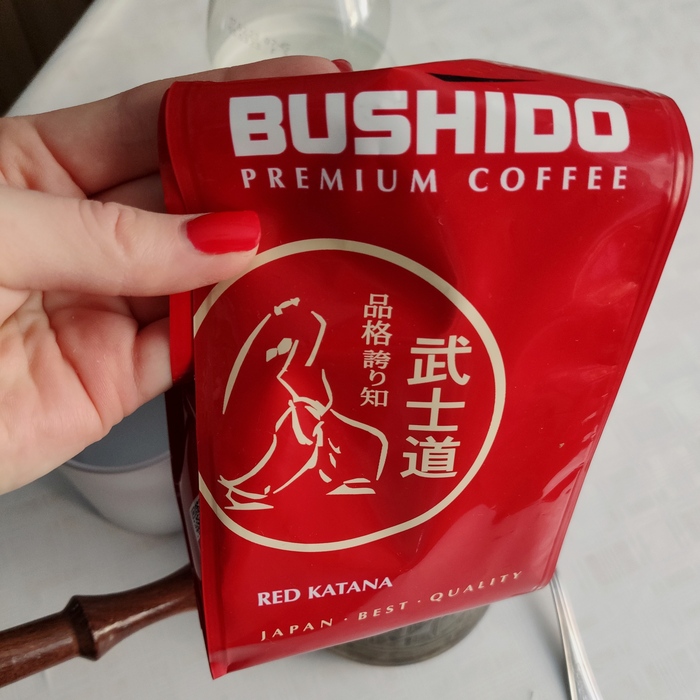 BUSHIDO
PREMIUM COFFEE
武士道
品格 誇り知
RED KATANA
JAPAN · BEST · QUALITY